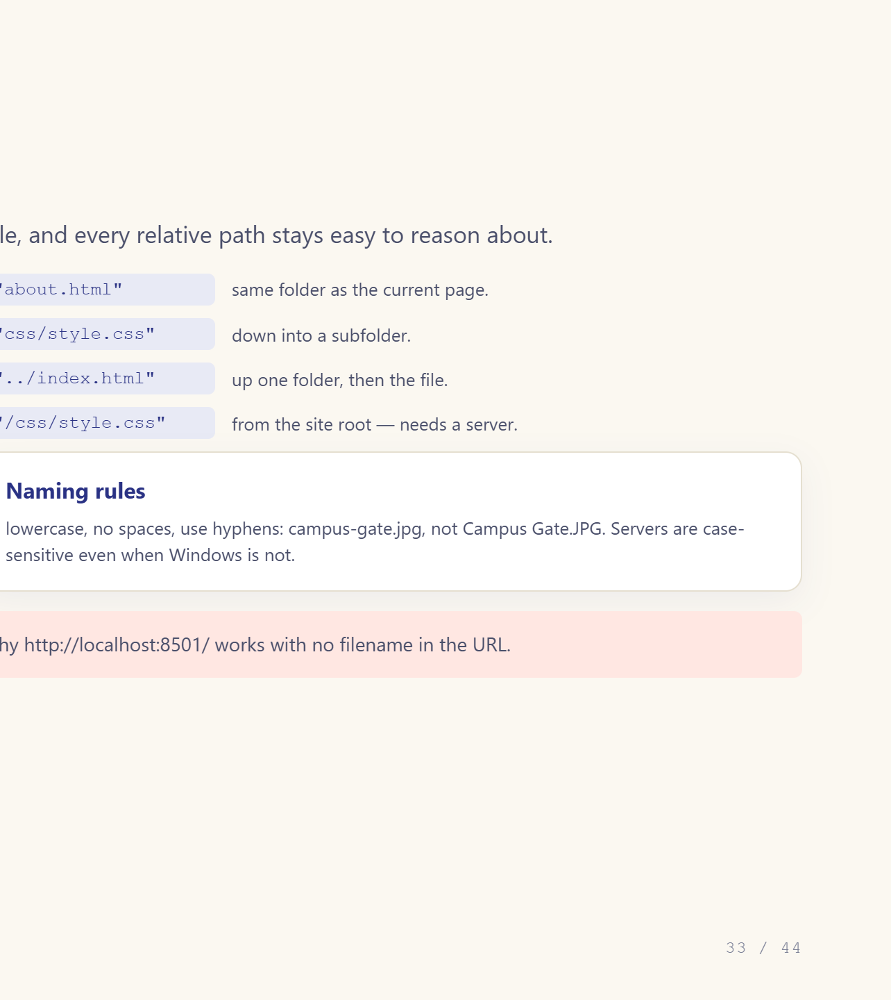 le, and every relative path stays easy to reason about.
"about.html" same folder as the current page.
"css/style.css" down into a subfolder.
"../index.html" up one folder, then the file.
"/css/style.css" from the site root — needs a server.
Naming rules
lowercase, no spaces, use hyphens: campus-gate.jpg, not Campus Gate.JPG. Servers are case-
sensitive even when Windows is not.
hy http://localhost:8501/ works with no filename in the URL.
33 / 44